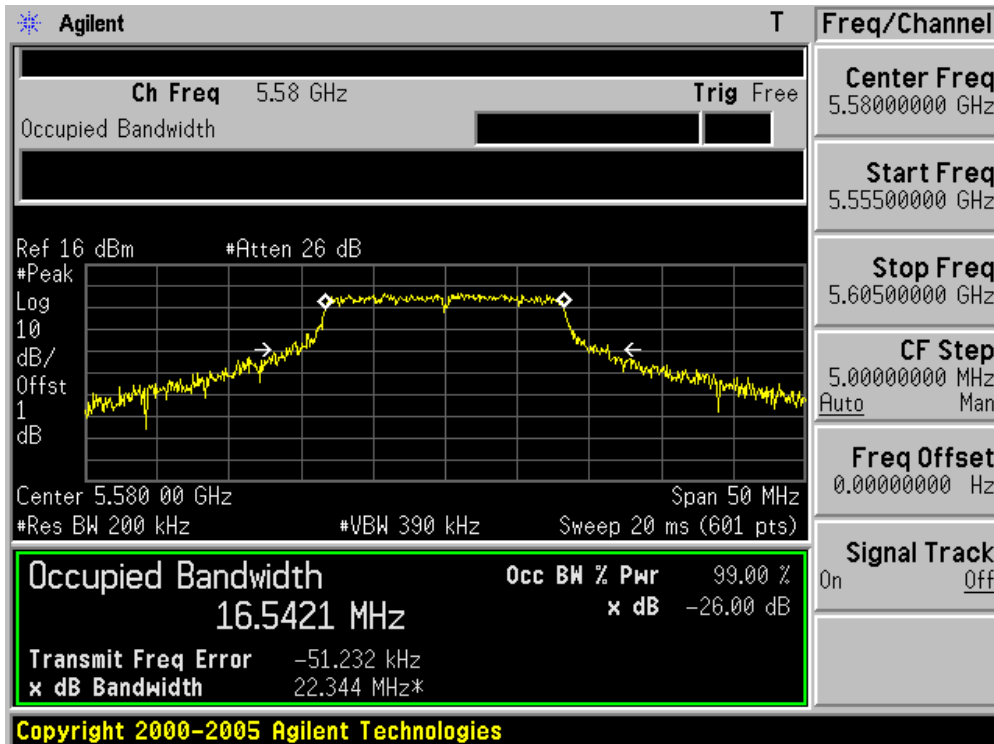 Agilent T
Ch Freq 5.58 GHz Trig Free
Occupied Bandwidth
Ref 16 dBm #Atten 26 dB
#Peak
Log
10
dB/
Offst
1
dB
Center 5.580 00 GHz Span 50 MHz
#Res BW 200 kHz #VBW 390 kHz Sweep 20 ms (601 pts)
Occupied Bandwidth Occ BW % Pwr 99.00 %
16.5421 MHz x dB -26.00 dB
Transmit Freq Error -51.232 kHz
x dB Bandwidth 22.344 MHz*
Copyright 2000-2005 Agilent Technologies
Freq/Channel
Center Freq
5.58000000 GHz
Start Freq
5.55500000 GHz
Stop Freq
5.60500000 GHz
CF Step
5.00000000 MHz
Auto Man
Freq Offset
0.00000000 Hz
Signal Track
On Off